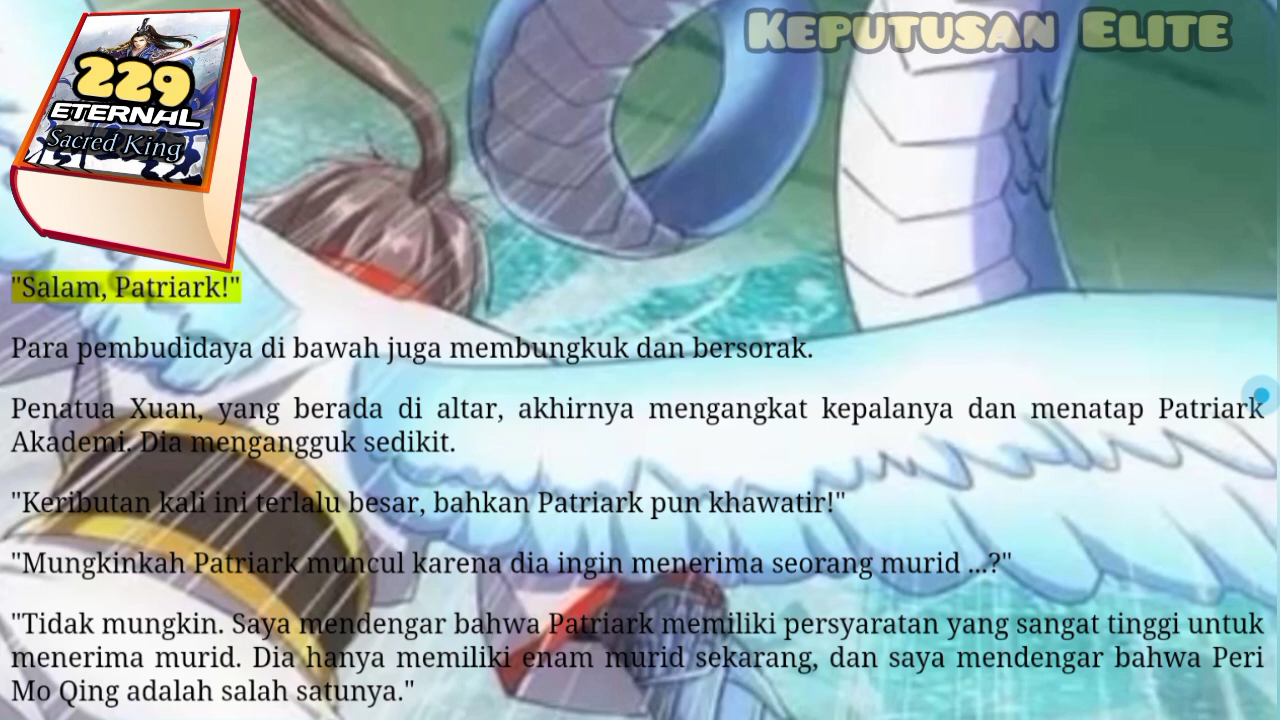 Keputusan Elite
229
ETERNAL
Sacred King
"Salam, Patriark!"
Para pembudidaya di bawah juga membungkuk dan bersorak.
Penatua Xuan, yang berada di altar, akhirnya mengangkat kepalanya dan menatap Patriark
Akademi. Dia mengangguk sedikit.
"Keributan kali ini terlalu besar, bahkan Patriark pun khawatir!"
"Mungkinkah Patriark muncul karena dia ingin menerima seorang murid ...?"
"Tidak mungkin. Saya mendengar bahwa Patriark memiliki persyaratan yang sangat tinggi untuk
menerima murid. Dia hanya memiliki enam murid sekarang, dan saya mendengar bahwa Peri
Mo Qing adalah salah satunya."